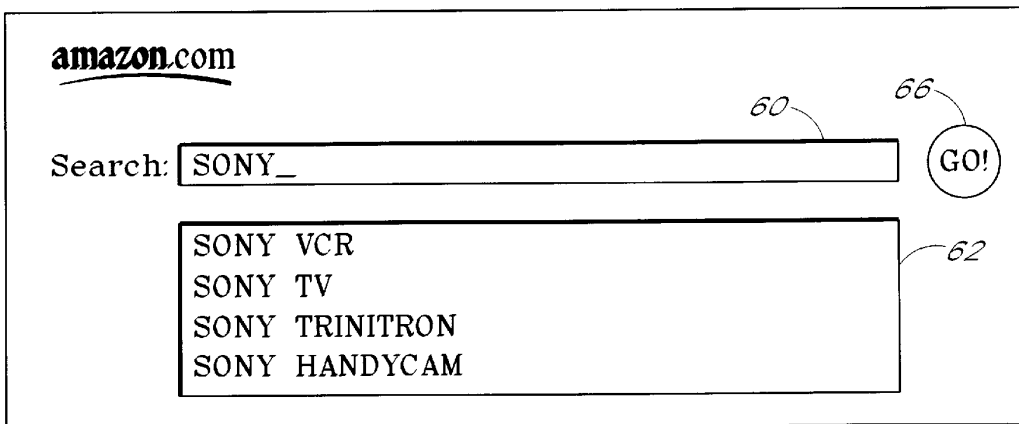 amazon.com
60
66
Search: SONY_ GO!
SONY VCR
62
SONY TV
SONY TRINITRON
SONY HANDYCAM